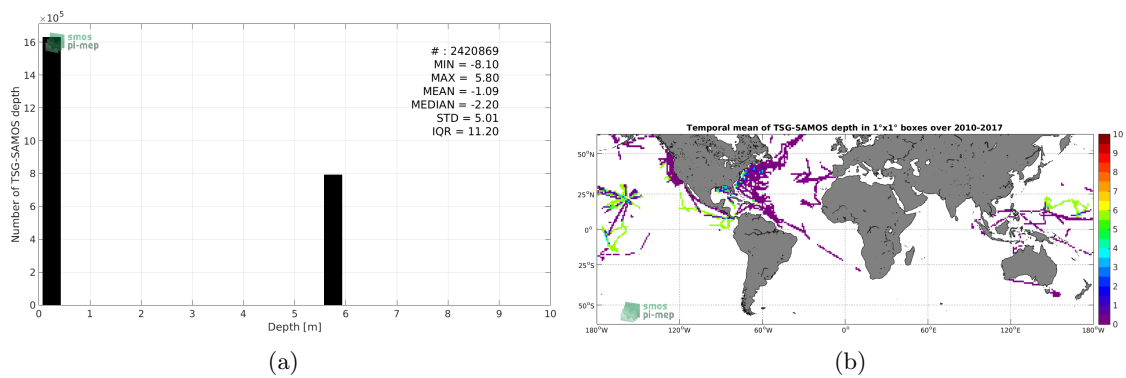 ×10⁵
smos
pi-mep
# : 2420869
MIN = -8.10
MAX = 5.80
MEAN = -1.09
MEDIAN = -2.20
STD = 5.01
IQR = 11.20
Number of TSG-SAMOS depth
16
14
12
10
8
6
4
2
0
0 1 2 3 4 5 6 7 8 9 10
Depth [m]
(a)
Temporal mean of TSG-SAMOS depth in 1°x1° boxes over 2010-2017
50°N
25°N
0°
25°S
50°S
smos
pi-mep
180°W 120°W 60°W 0° 60°E 120°E 180°W
10
9
8
7
6
5
4
3
2
1
0
(b)